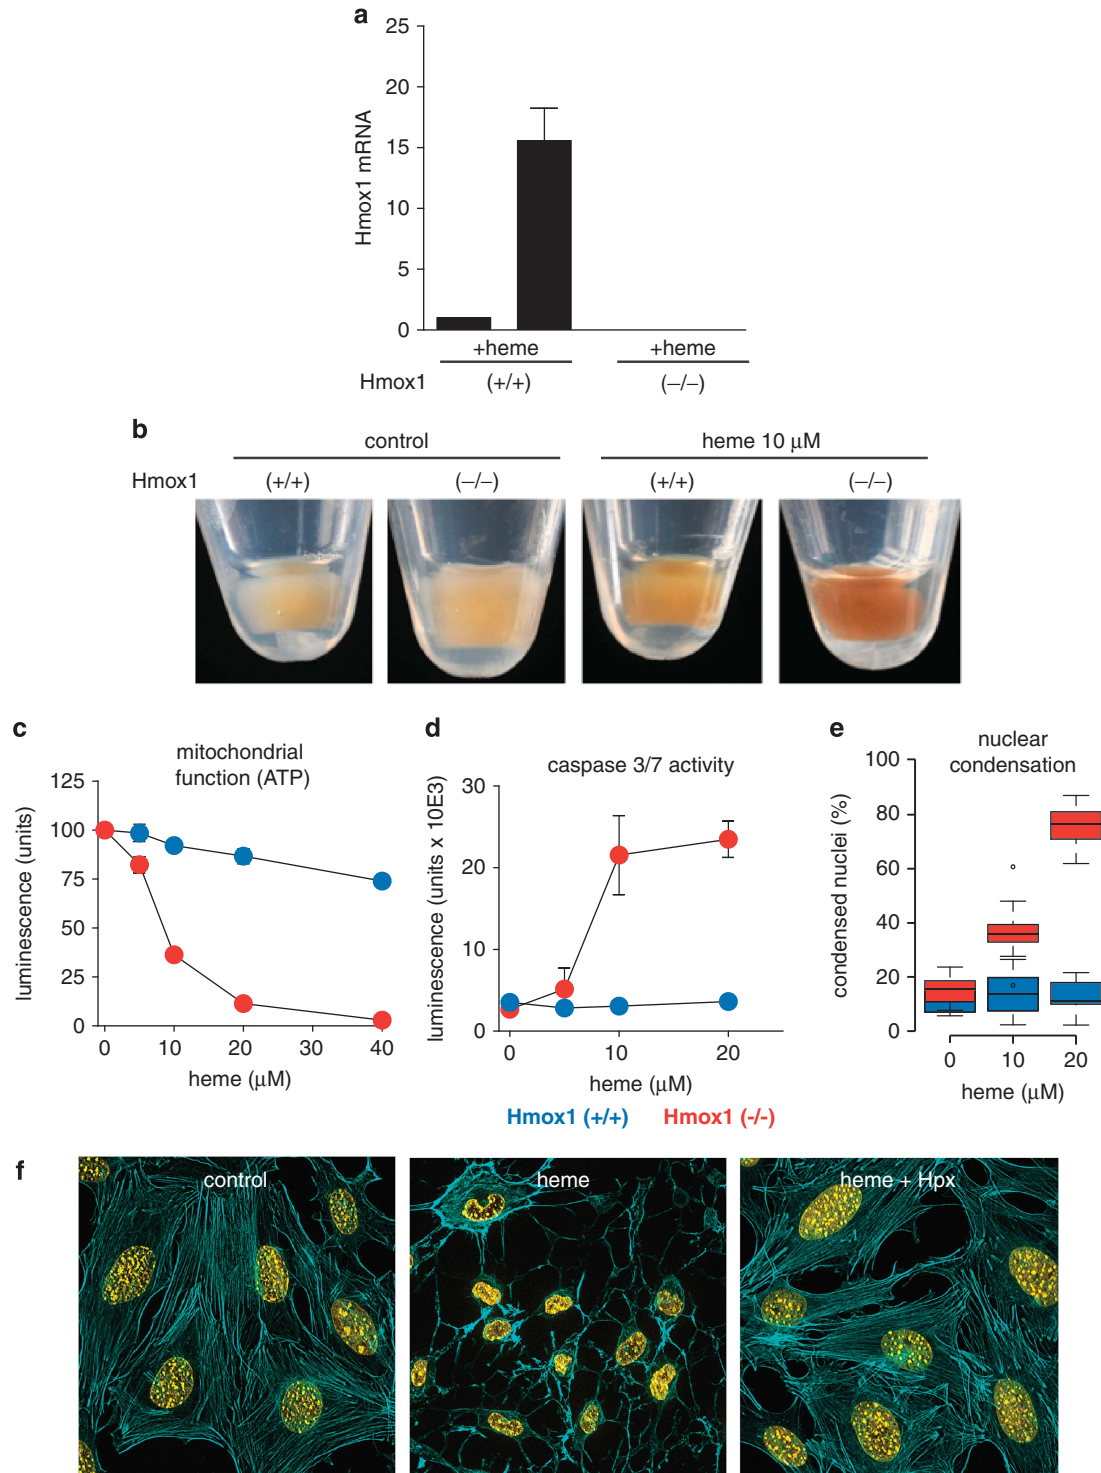 a
25
20
15
10
5
0
Hmox1 mRNA
+heme +heme
Hmox1 (+/+) (–/–)
b
control heme 10 μM
Hmox1 (+/+) (–/–) (+/+) (–/–)
c
mitochondrial
function (ATP)
125
100
75
50
25
0
luminescence (units)
0 10 20 30 40
heme (μM)
d
caspase 3/7 activity
30
20
10
0
luminescence (units x 10E3)
0 10 20
heme (μM)
e
nuclear
condensation
100
80
60
40
20
0
condensed nuclei (%)
0 10 20
heme (μM)
Hmox1 (+/+) Hmox1 (-/-)
f
control heme heme + Hpx